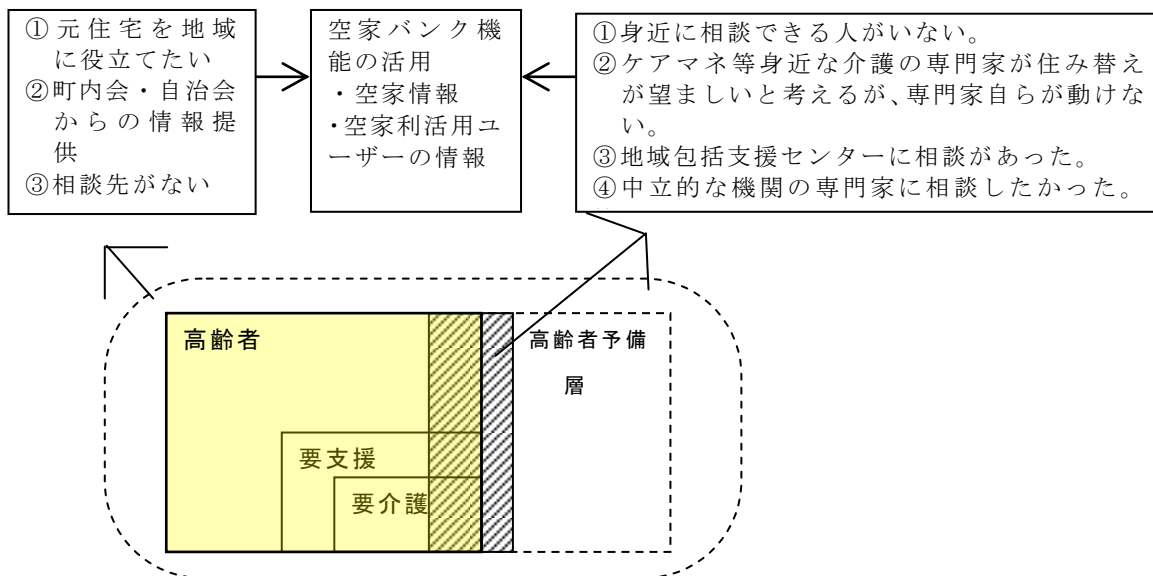 ①元住宅を地域
に役立てたい
②町内会・自治会
からの情報提
供
③相談先がない
空家バンク機
能の活用
・空家情報
・空家利活用ユ
ーザーの情報
①身近に相談できる人がいない。
②ケアマネ等身近な介護の専門家が住み替え
が望ましいと考えるが、専門家自らが動けな
い。
③地域包括支援センターに相談があった。
④中立的な機関の専門家に相談したかった。
高齢者
高齢者予備
層
要支援
要介護